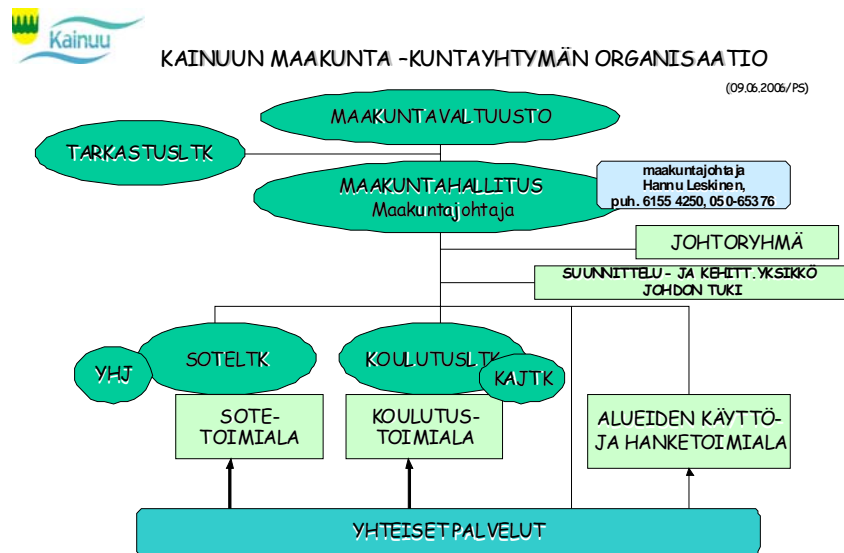 Kainuu
KAINUUN MAAKUNTA -KUNTAYHTYMÄN ORGANISAATIO
(09.06.2006/PS)
MAAKUNTAVALTUUSTO
TARKASTUSLTK
MAAKUNTAHALLITUS
Maakuntajohtaja
maakuntajohtaja
Hannu Leskinen,
puh. 6155 4250, 050-65376
JOHTORYHMÄ
SUUNNITTELU- JA KEHITT.YKSIKKÖ
JOHDON TUKI
YHJ
SOTELTK
KOULUTUSLTK
KAJTK
SOTE-
TOIMIALA
KOULUTUS-
TOIMIALA
ALUEIDEN KÄYTTÖ-
JA HANKETOIMIALA
YHTEISET PALVELUT